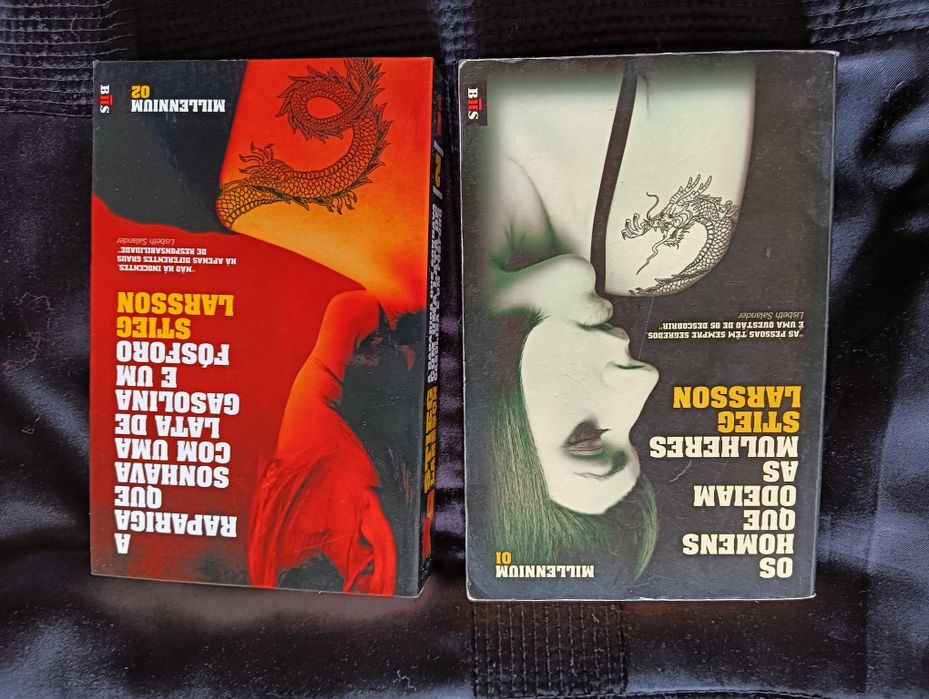 MILLENNIUM
01
OS
HOMENS
QUE
ODEIAM
AS
MULHERES
STIEG
LARSSON
"AS PESSOAS TÊM SEMPRE SEGREDOS.
É UMA QUESTÃO DE OS DESCOBRIR"
Lisbeth Salander
BIS
A
RAPARIGA
QUE
SONHAVA
COM UMA
LATA DE
GASOLINA
E UM
FÓSFORO
STIEG
LARSSON
"NÃO HÁ INOCENTES.
HÁ APENAS DIFERENTES GRAUS
DE RESPONSABILIDADE"
Lisbeth Salander
MILLENNIUM
02
BIS